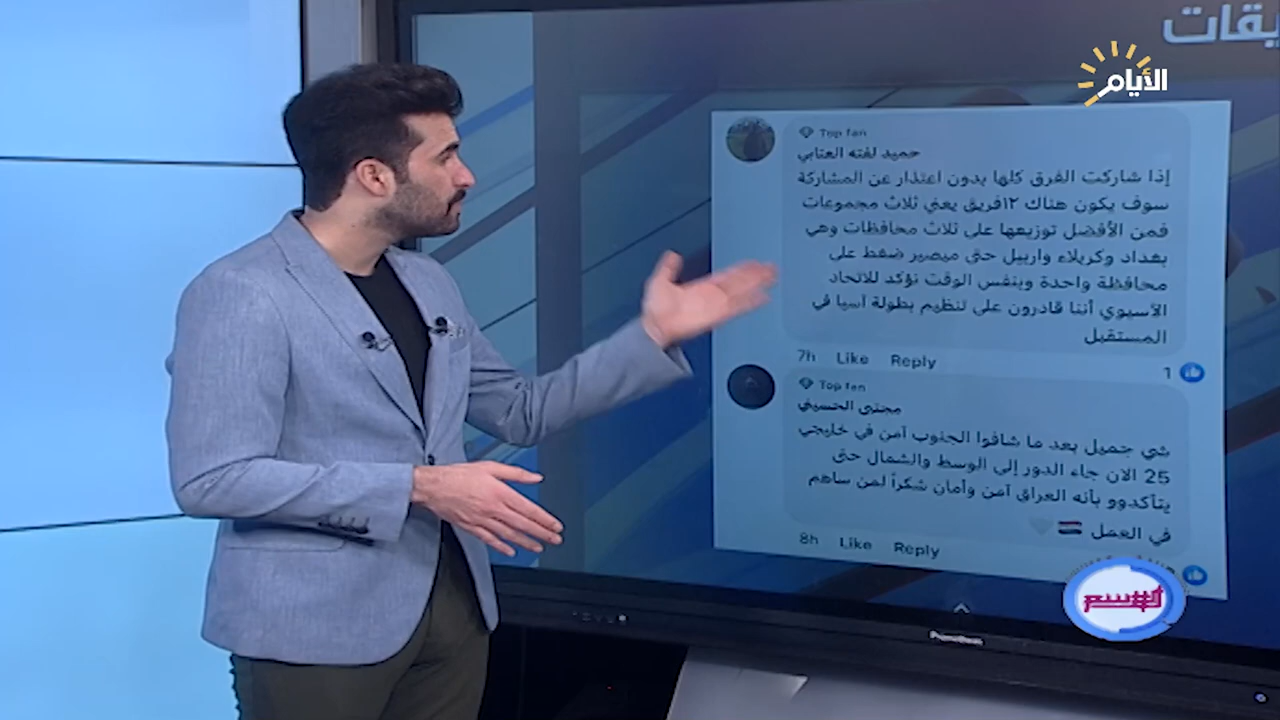 الأيام
Top fan
حميد لفته العتابي
إذا شاركت الفرق كلها بدون اعتذار عن المشاركة
سوف يكون هناك ١٢فريق يعني ثلاث مجموعات
فمن الأفضل توزيعها على ثلاث محافظات وهي
بغداد وكربلاء واربيل حتى ميصير ضغط على
محافظة واحدة وبنفس الوقت نؤكد للاتحاد
الأسيوي أننا قادرون على تنظيم بطولة آسيا في
المستقبل
7h Like Reply 1
Top fan
مجتبى الحسيني
شي جميل بعد ما شافوا الجنوب آمن في خليجي
25 الان جاء الدور إلى الوسط والشمال حتى
يتأكدوو بأنه العراق آمن وأمان شكراً لمن ساهم
في العمل
8h Like Reply